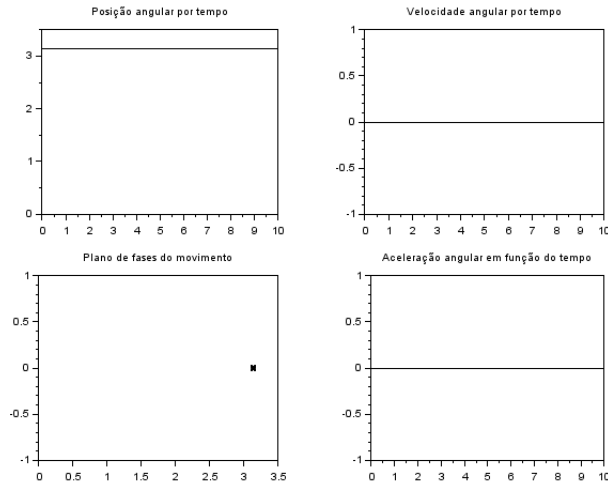 Posição angular por tempo
3
2
1
0
0 1 2 3 4 5 6 7 8 9 10
Velocidade angular por tempo
1
0.5
0
-0.5
-1
0 1 2 3 4 5 6 7 8 9 10
Plano de fases do movimento
1
0.5
0
-0.5
-1
0 0.5 1 1.5 2 2.5 3 3.5
Aceleração angular em função do tempo
1
0.5
0
-0.5
-1
0 1 2 3 4 5 6 7 8 9 10